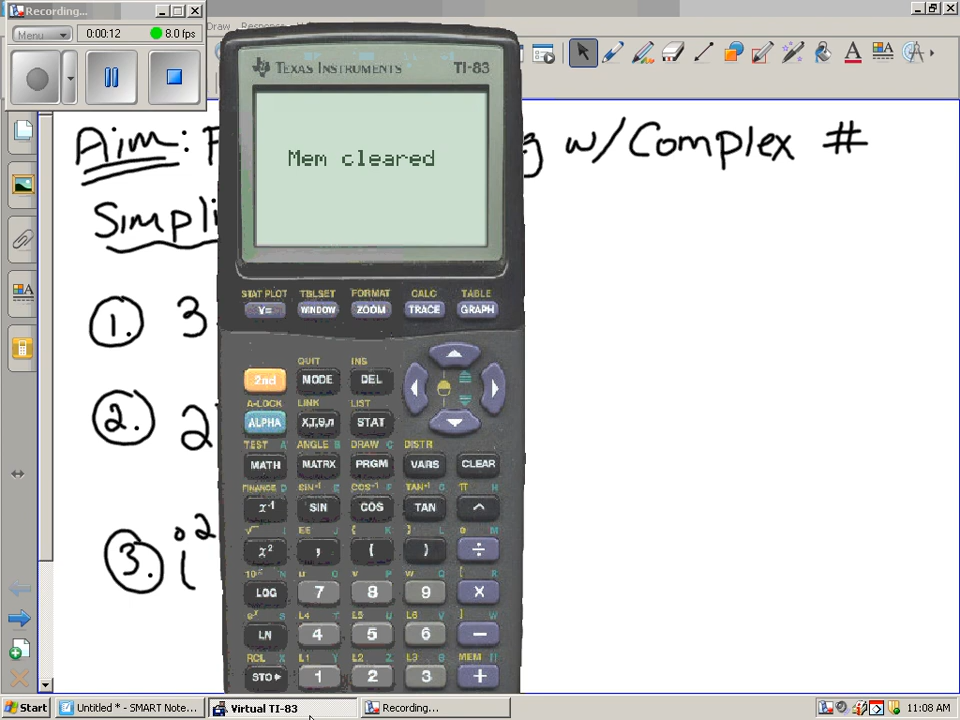 Recording...
Menu 0:00:12 8.0 fps
Draw
TEXAS INSTRUMENTS TI-83
Mem cleared
Aim: F g w/Complex #
Simpli
1. 3
2. 2
3. i²
STAT PLOT TBLSET FORMAT CALC TABLE
Y= WINDOW ZOOM TRACE GRAPH
QUIT INS
2nd MODE DEL
A-LOCK LINK LIST
ALPHA X,T,θ,n STAT
TEST A ANGLE B DRAW C DISTR
MATH MATRX PRGM VARS CLEAR
FINANCE D SIN⁻¹ E COS⁻¹ F TAN⁻¹ G π H
x⁻¹ SIN COS TAN ^
√ I EE J { K } L e M
x² , ( ) ÷
10ˣ N u O v P w Q [ R
LOG 7 8 9 ×
eˣ S L4 T L5 U L6 V ] W
LN 4 5 6 −
RCL X L1 Y L2 Z L3 θ MEM "
STO▸ 1 2 3 +
Start Untitled * - SMART Note... Virtual TI-83 Recording... 11:08 AM